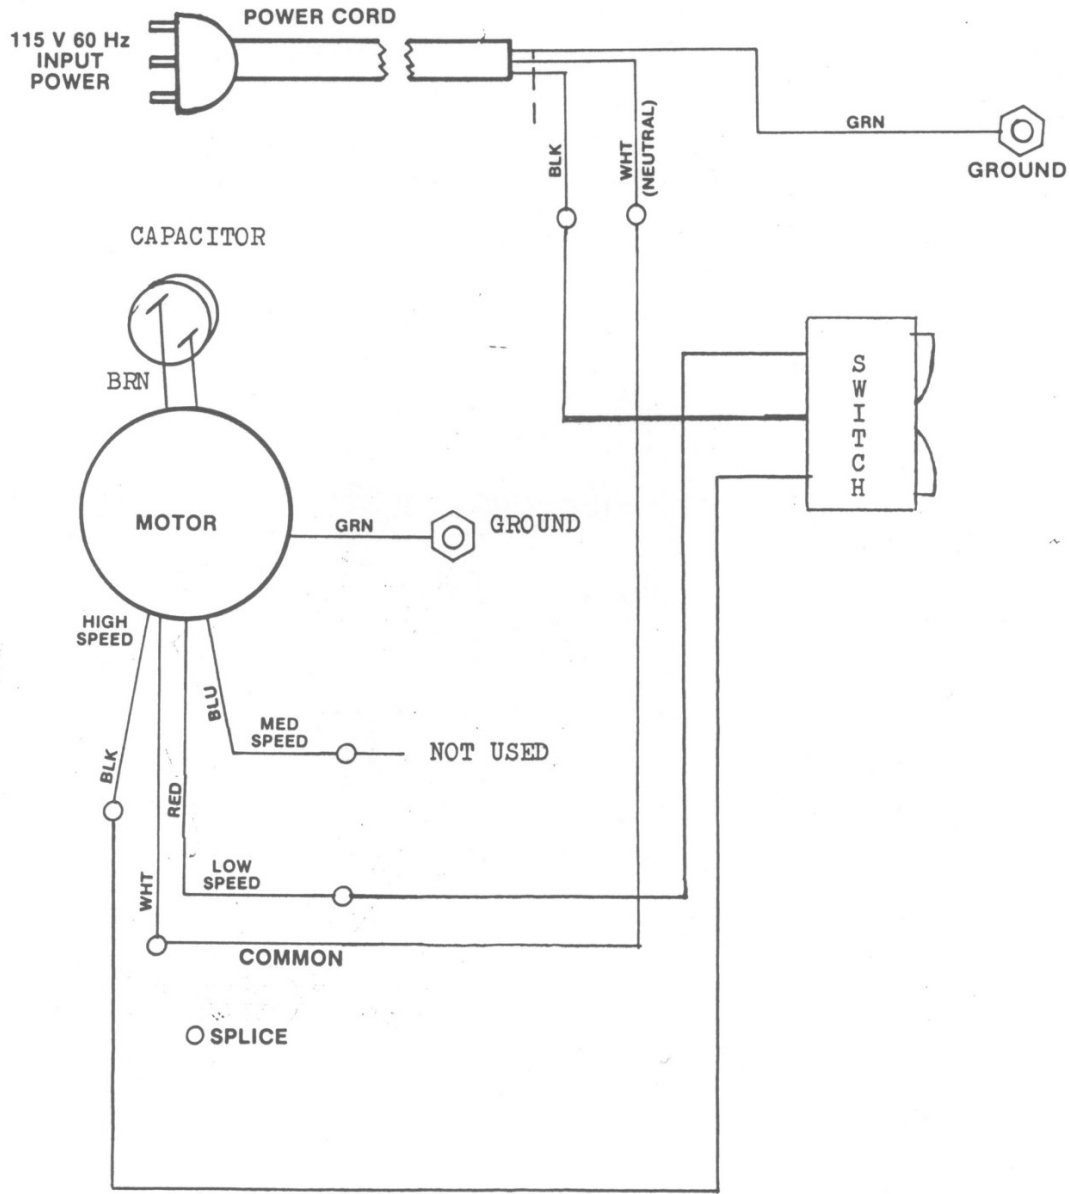 POWER CORD
115 V 60 Hz
INPUT
POWER
BLK
WHT
(NEUTRAL)
GRN
GROUND
CAPACITOR
BRN
SWITCH
MOTOR
GRN
GROUND
HIGH
SPEED
BLU
MED
SPEED
NOT USED
BLK
RED
LOW
SPEED
WHT
COMMON
SPLICE